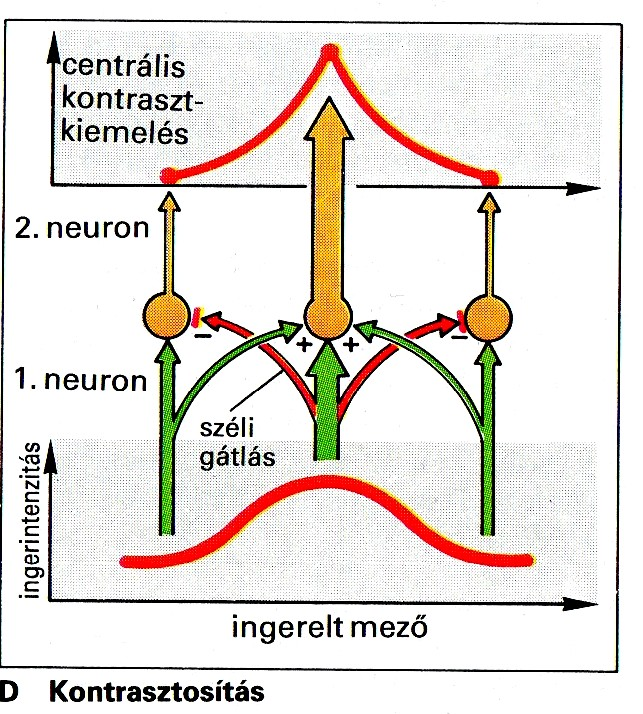 centrális
kontraszt-
kiemelés
2. neuron
– + + –
1. neuron
széli
gátlás
ingerintenzitás
ingerelt mező
D Kontrasztosítás